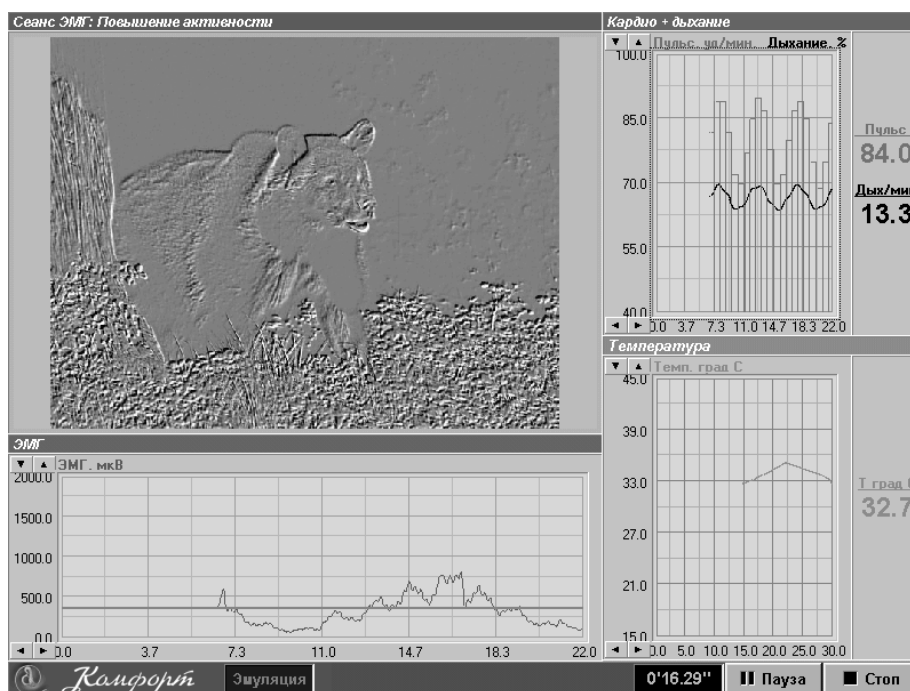 Сеанс ЭМГ: Повышение активности
Кардио + дыхание
Пульс. уд/мин. Дыхание. %
100.0
85.0
70.0
55.0
40.0
0.0 3.7 7.3 11.0 14.7 18.3 22.0
Пульс
84.0
Дых/мин
13.3
Температура
Темп. град С
45.0
39.0
33.0
27.0
21.0
15.0
0.0 5.0 10.0 15.0 20.0 25.0 30.0
Т град
32.7
ЭМГ
ЭМГ. мкВ
2000.0
1500.0
1000.0
500.0
0.0
0.0 3.7 7.3 11.0 14.7 18.3 22.0
Комфорт
Эмуляция
0'16.29''
Пауза
Стоп